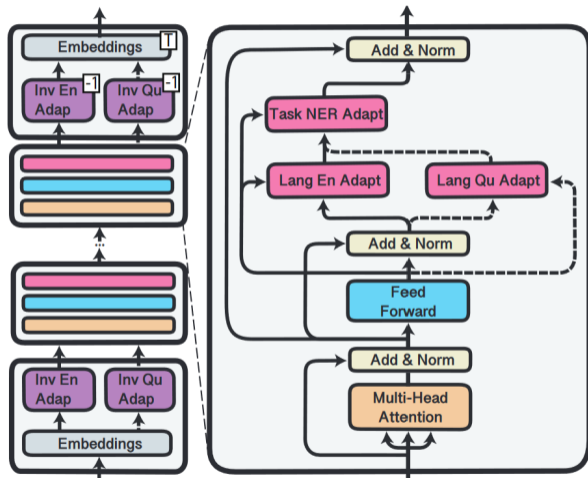 Embeddings
T
Inv En
Adap
-1
Inv Qu
Adap
-1
Inv En
Adap
Inv Qu
Adap
Embeddings
Add & Norm
Task NER Adapt
Lang En Adapt
Lang Qu Adapt
Add & Norm
Feed
Forward
Add & Norm
Multi-Head
Attention